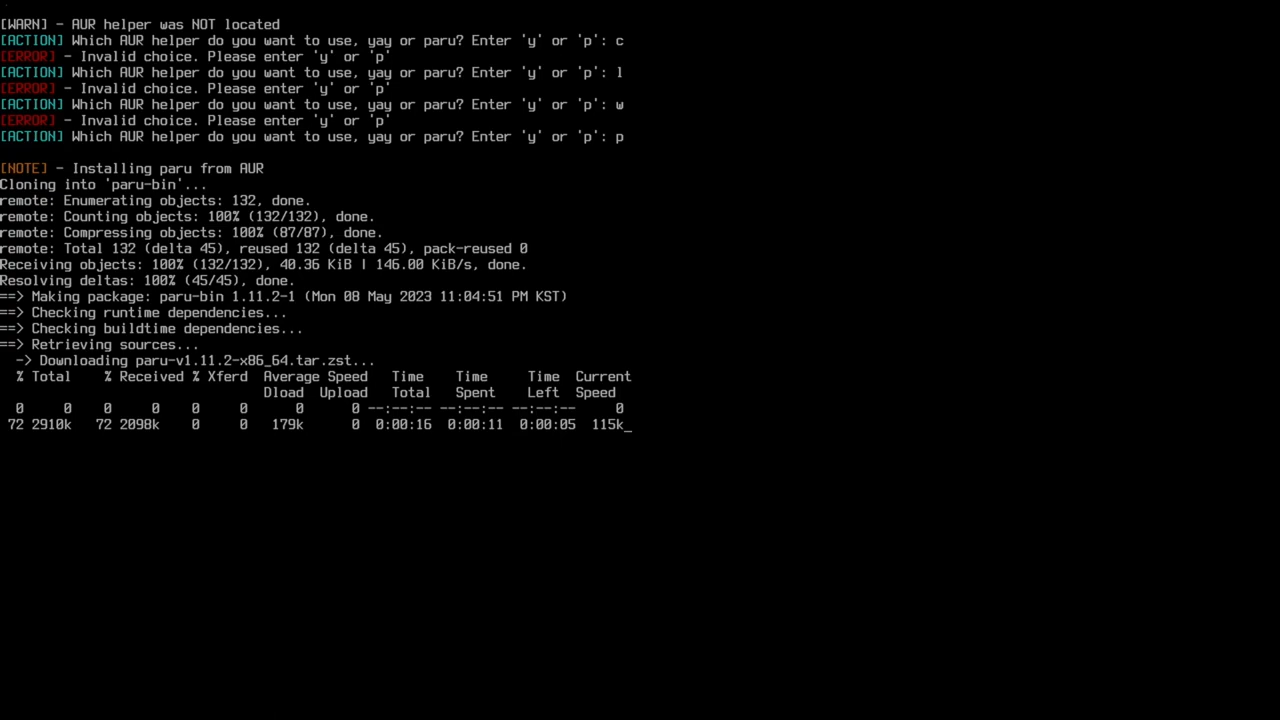 [WARN] - AUR helper was NOT located
[ACTION] Which AUR helper do you want to use, yay or paru? Enter 'y' or 'p': c
[ERROR] - Invalid choice. Please enter 'y' or 'p'
[ACTION] Which AUR helper do you want to use, yay or paru? Enter 'y' or 'p': l
[ERROR] - Invalid choice. Please enter 'y' or 'p'
[ACTION] Which AUR helper do you want to use, yay or paru? Enter 'y' or 'p': w
[ERROR] - Invalid choice. Please enter 'y' or 'p'
[ACTION] Which AUR helper do you want to use, yay or paru? Enter 'y' or 'p': p
[NOTE] - Installing paru from AUR
Cloning into 'paru-bin'...
remote: Enumerating objects: 132, done.
remote: Counting objects: 100% (132/132), done.
remote: Compressing objects: 100% (87/87), done.
remote: Total 132 (delta 45), reused 132 (delta 45), pack-reused 0
Receiving objects: 100% (132/132), 40.36 KiB | 146.00 KiB/s, done.
Resolving deltas: 100% (45/45), done.
==> Making package: paru-bin 1.11.2-1 (Mon 08 May 2023 11:04:51 PM KST)
==> Checking runtime dependencies...
==> Checking buildtime dependencies...
==> Retrieving sources...
  -> Downloading paru-v1.11.2-x86_64.tar.zst...
  % Total    % Received % Xferd  Average Speed   Time    Time     Time  Current
                                 Dload  Upload   Total   Spent    Left  Speed
  0     0    0     0    0     0      0      0 --:--:-- --:--:-- --:--:--     0
 72 2910k   72 2098k    0     0   179k      0  0:00:16  0:00:11  0:00:05  115k_